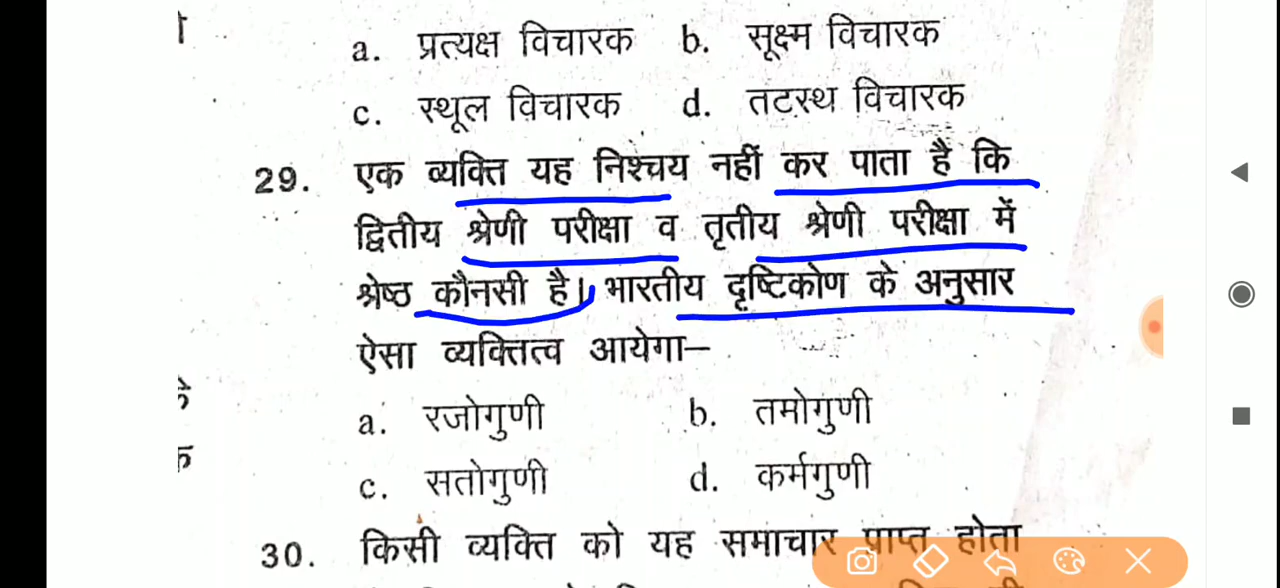 a. प्रत्यक्ष विचारक b. सूक्ष्म विचारक
c. स्थूल विचारक d. तटस्थ विचारक
29. एक व्यक्ति यह निश्चय नहीं कर पाता है कि
द्वितीय श्रेणी परीक्षा व तृतीय श्रेणी परीक्षा में
श्रेष्ठ कौनसी है। भारतीय दृष्टिकोण के अनुसार
ऐसा व्यक्तित्व आयेगा–
a. रजोगुणी b. तमोगुणी
c. सतोगुणी d. कर्मगुणी
30. किसी व्यक्ति को यह समाचार प्राप्त होता